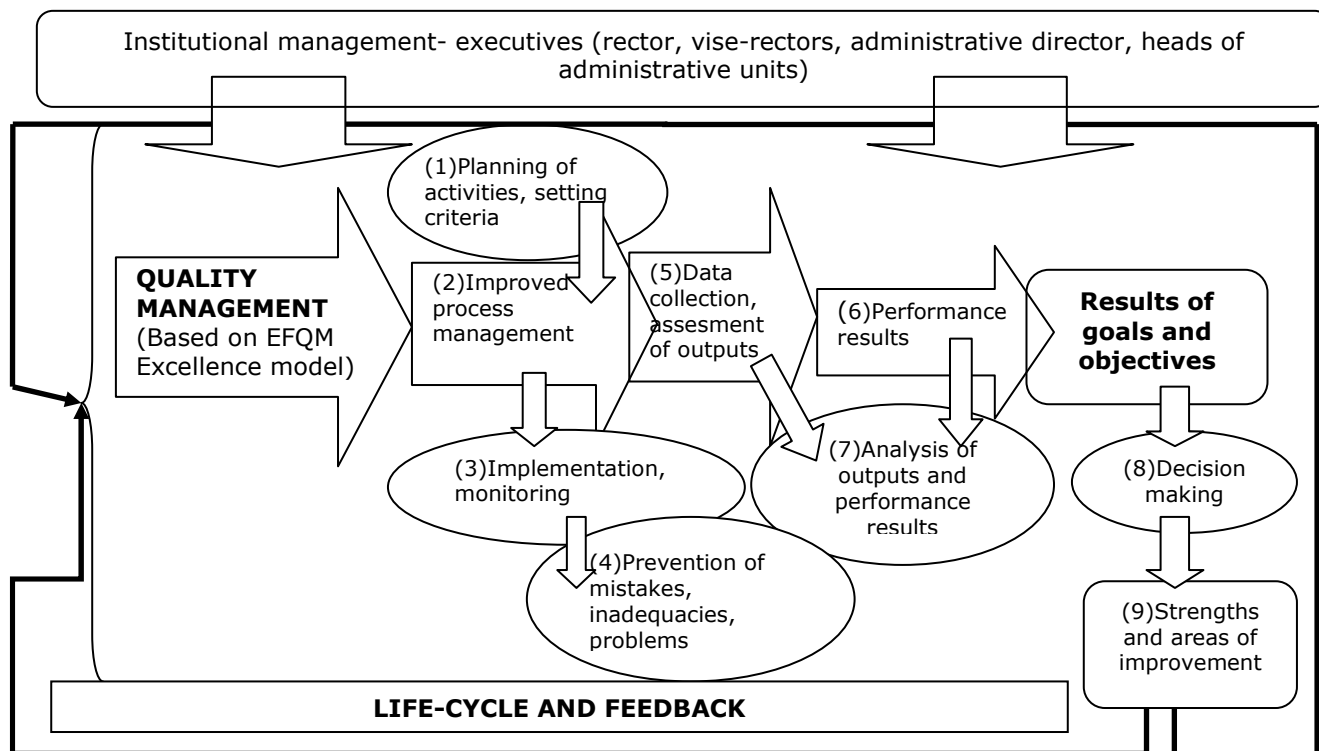 Institutional management- executives (rector, vise-rectors, administrative director, heads of
administrative units)
(1)Planning of
activities, setting
criteria
QUALITY
MANAGEMENT
(Based on EFQM
Excellence model)
(2)Improved
process
management
(3)Implementation,
monitoring
(4)Prevention of
mistakes,
inadequacies,
problems
(5)Data
collection,
assesment
of outputs
(6)Performance
results
(7)Analysis of
outputs and
performance
results
Results of
goals and
objectives
(8)Decision
making
(9)Strengths
and areas of
improvement
LIFE-CYCLE AND FEEDBACK